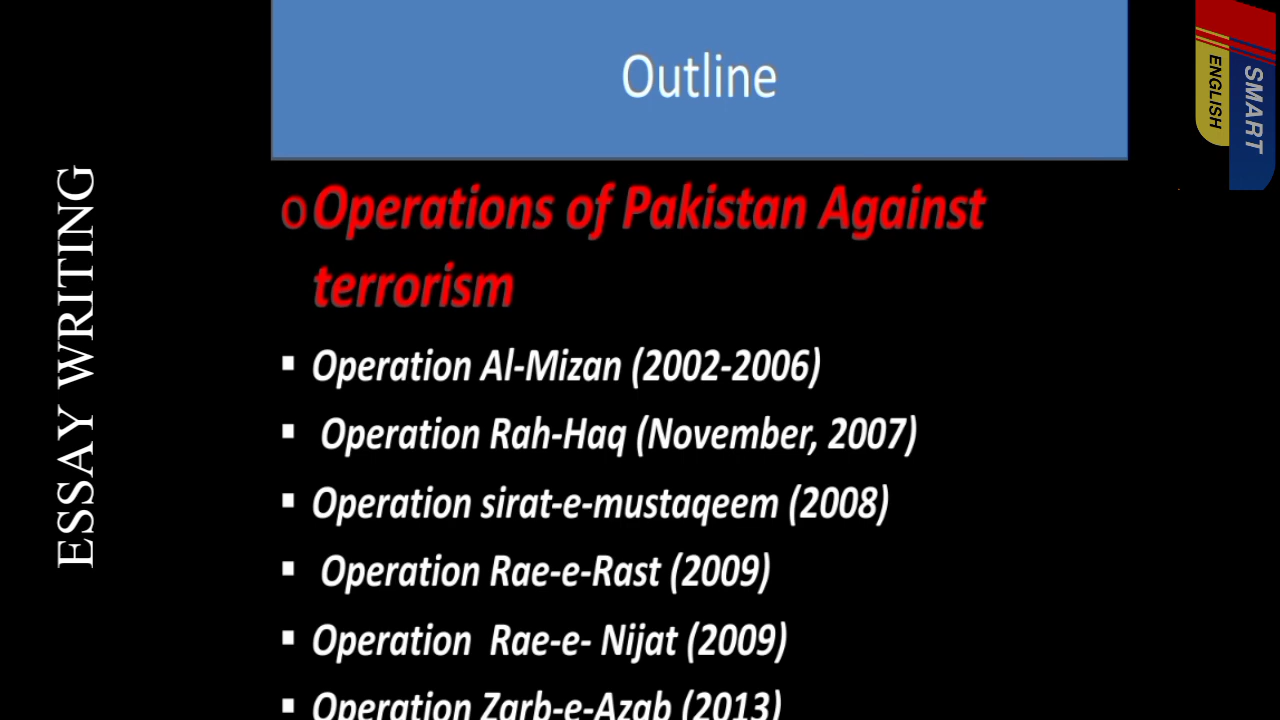 Outline
o Operations of Pakistan Against
terrorism
▪ Operation Al-Mizan (2002-2006)
▪ Operation Rah-Haq (November, 2007)
▪ Operation sirat-e-mustaqeem (2008)
▪ Operation Rae-e-Rast (2009)
▪ Operation Rae-e- Nijat (2009)
▪ Operation Zarb-e-Azab (2013)
ESSAY WRITING
SMART
ENGLISH